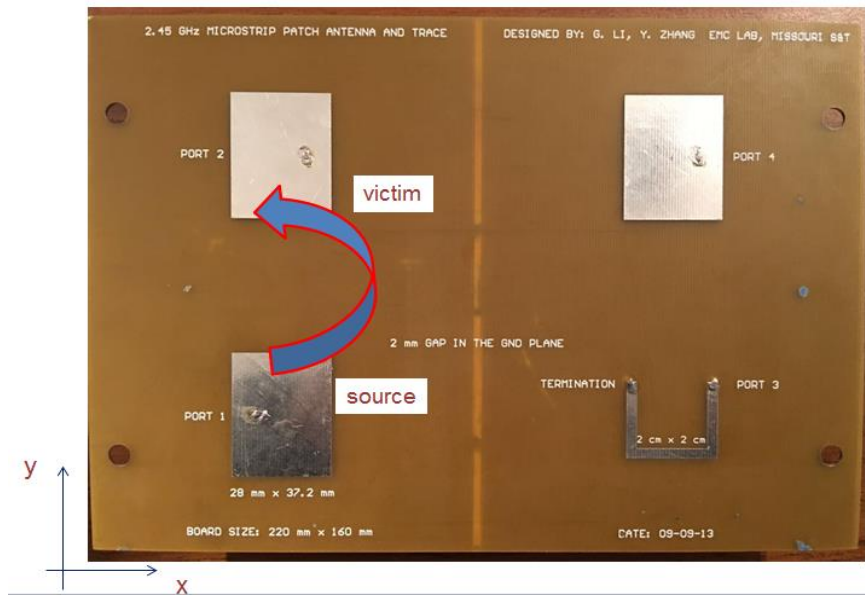 2.45 GHz MICROSTRIP PATCH ANTENNA AND TRACE
DESIGNED BY: G. LI, Y. ZHANG EMC LAB, MISSOURI S&T
PORT 2
PORT 4
victim
2 mm GAP IN THE GND PLANE
source
TERMINATION
PORT 3
PORT 1
2 cm x 2 cm
28 mm x 37.2 mm
BOARD SIZE: 220 mm x 160 mm
DATE: 09-09-13
y
x